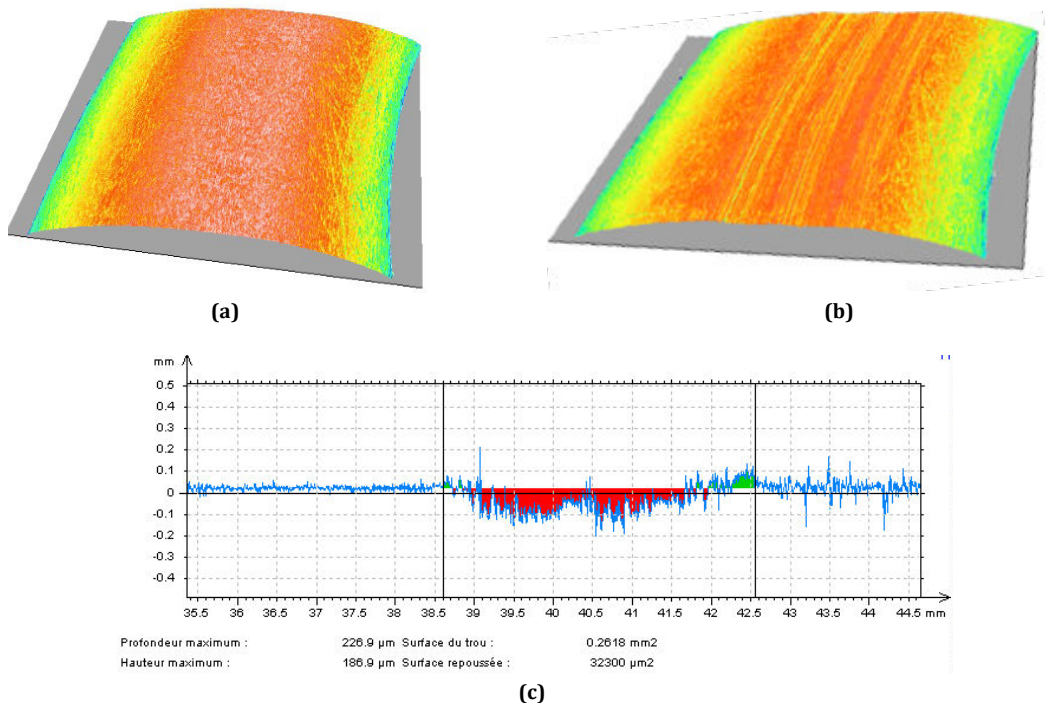 (a)
(b)
mm
0.5
0.4
0.3
0.2
0.1
0
-0.1
-0.2
-0.3
-0.4
35.5 36 36.5 37 37.5 38 38.5 39 39.5 40 40.5 41 41.5 42 42.5 43 43.5 44 44.5 mm
Profondeur maximum : 226.9 µm Surface du trou : 0.2618 mm2
Hauteur maximum : 186.9 µm Surface repoussée : 32300 µm2
(c)